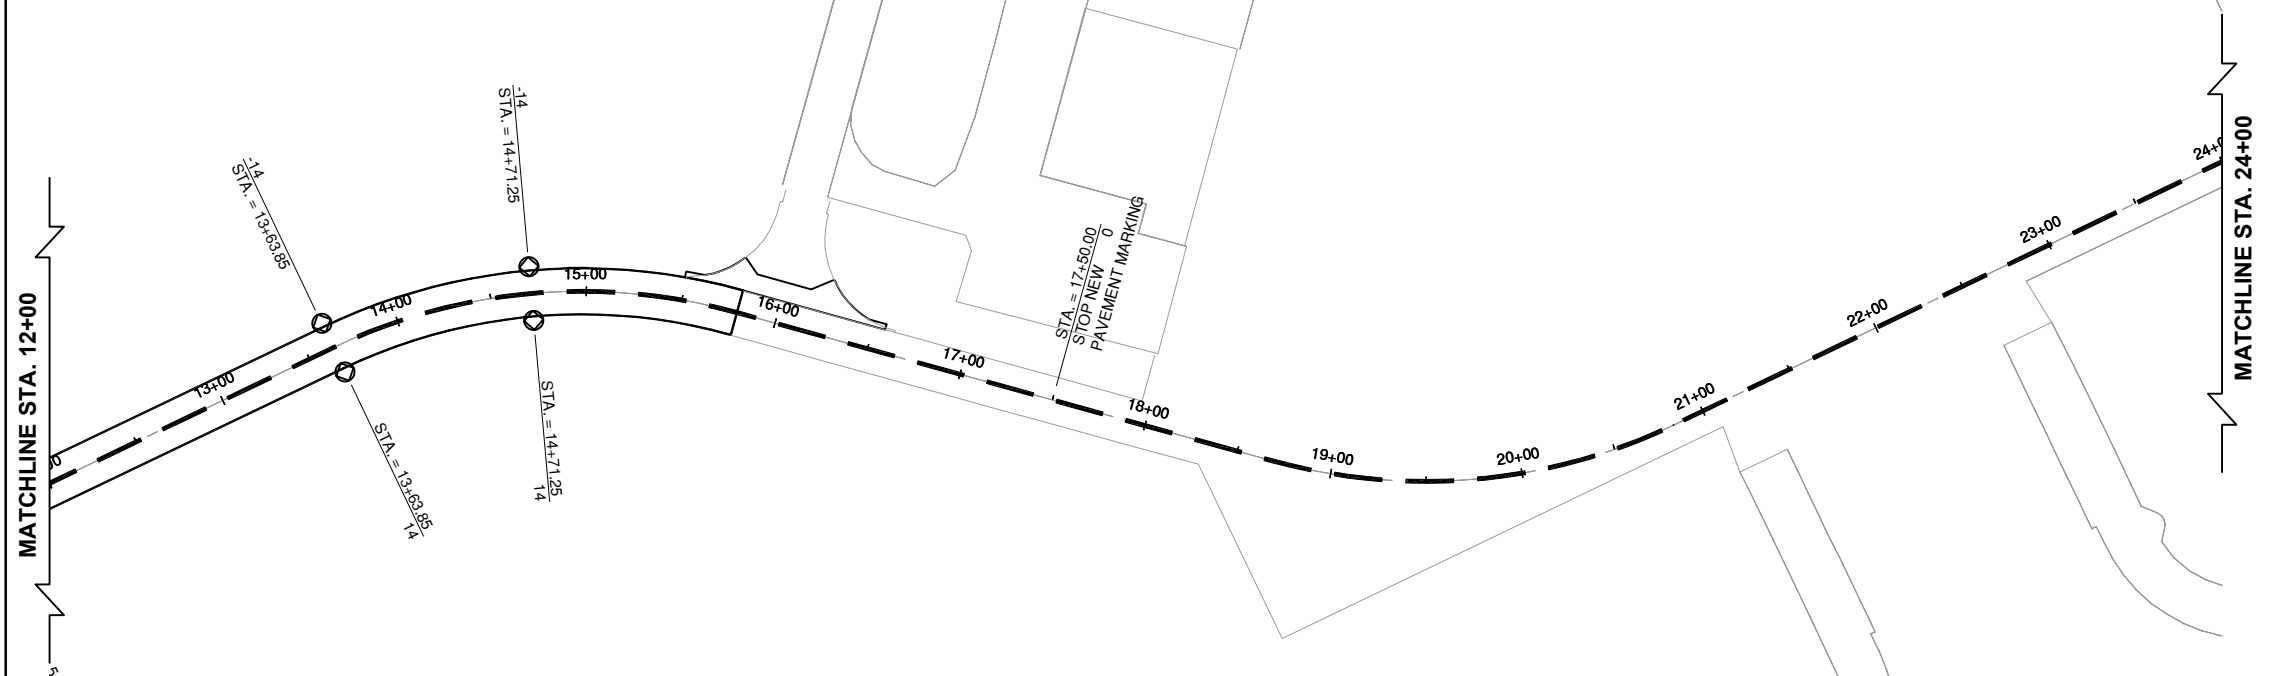 MATCHLINE STA. 12+00
-14
STA. = 13+63.85
-14
STA. = 14+71.25
13+00
14+00
15+00
16+00
17+00
18+00
19+00
20+00
21+00
22+00
23+00
STA. = 13+63.85
14
STA. = 14+71.25
14
STA. = 17+50.00
0
STOP NEW
PAVEMENT MARKING
MATCHLINE STA. 24+00